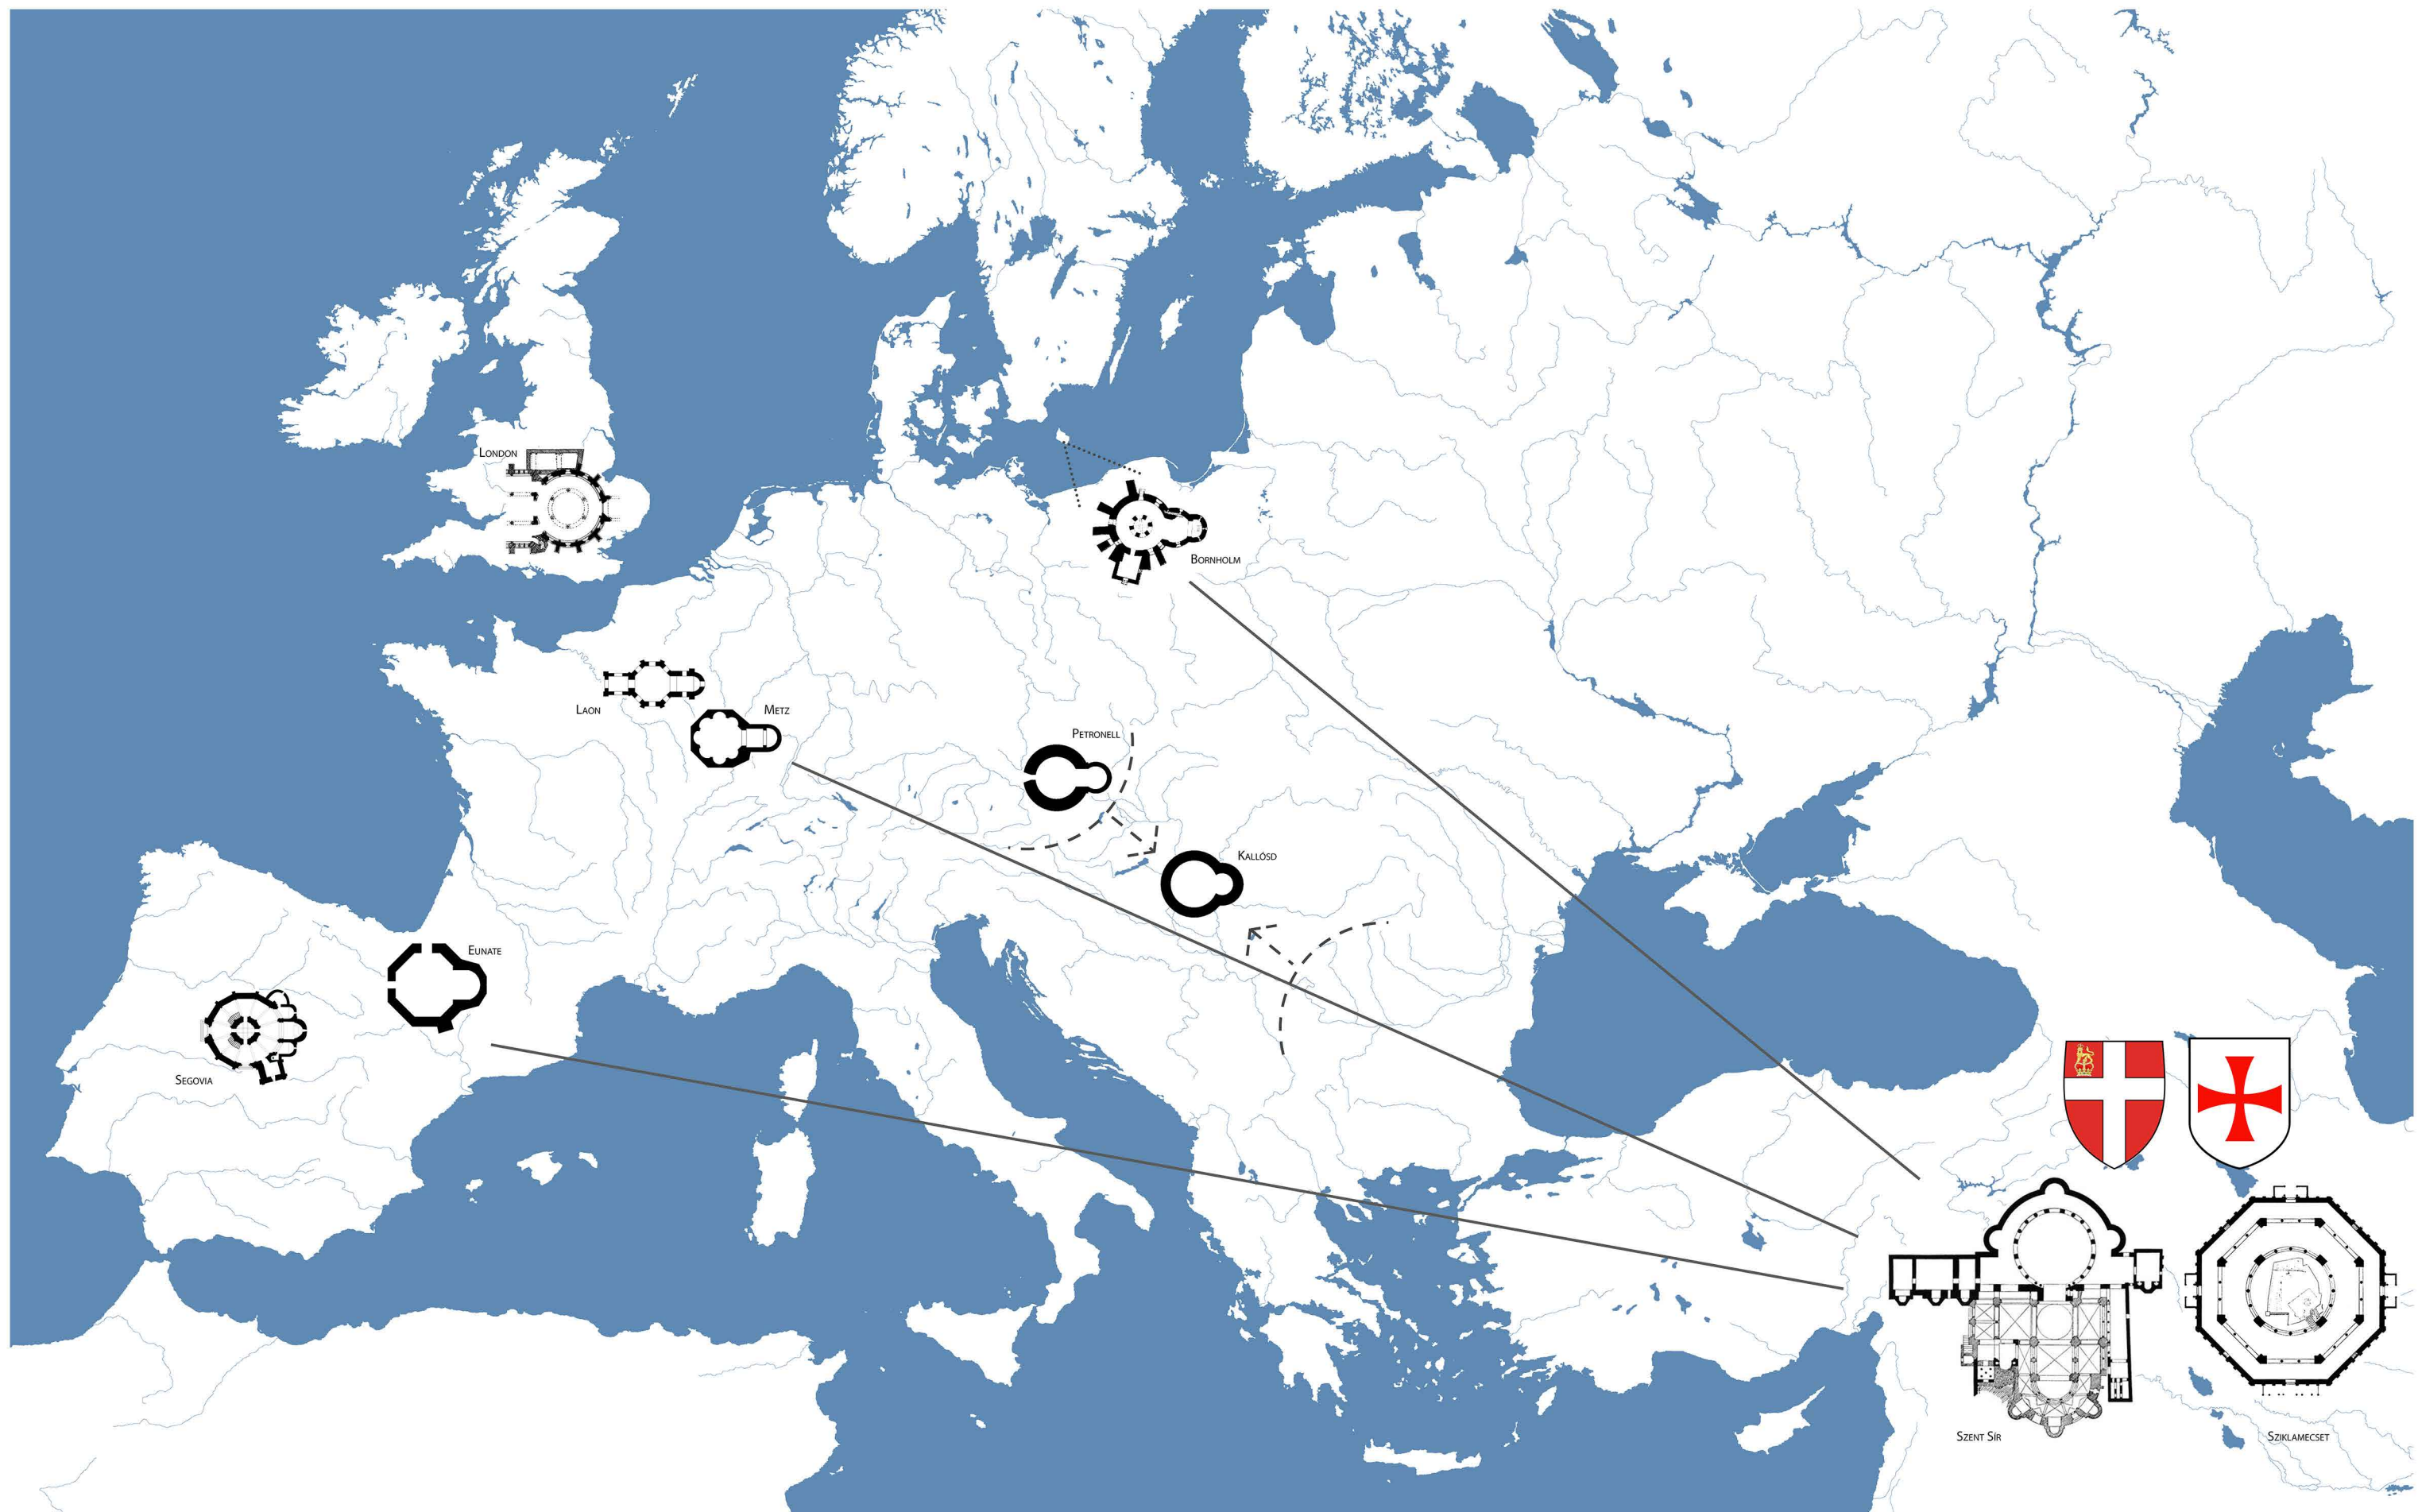 London
Bornholm
Laon
Metz
Petronell
Kallósd
Eunate
Segovia
Szent Sír
Sziklamecset